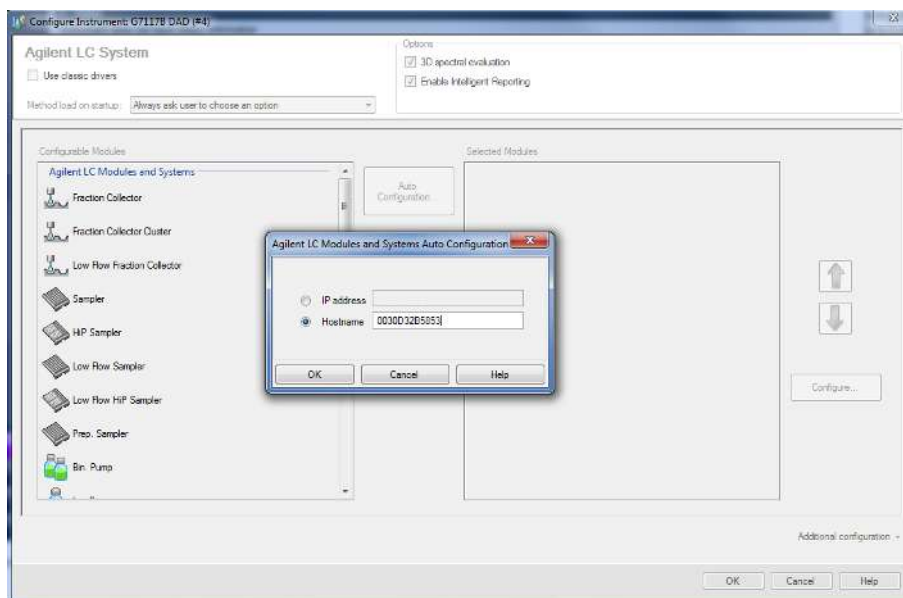 Configure Instrument: G7117B DAD (#4)
Agilent LC System
Use classic drivers
Method load on startup: Always ask user to choose an option
Options
3D spectral evaluation
Enable Intelligent Reporting
Configurable Modules
Agilent LC Modules and Systems
Fraction Collector
Fraction Collector Cluster
Low Flow Fraction Collector
Sampler
HiP Sampler
Low Flow Sampler
Low Flow HiP Sampler
Prep. Sampler
Bin. Pump
Auto
Configuration...
Selected Modules
Agilent LC Modules and Systems Auto Configuration
IP address
Hostname 0030D32B5853
OK Cancel Help
Configure...
Additional configuration
OK Cancel Help